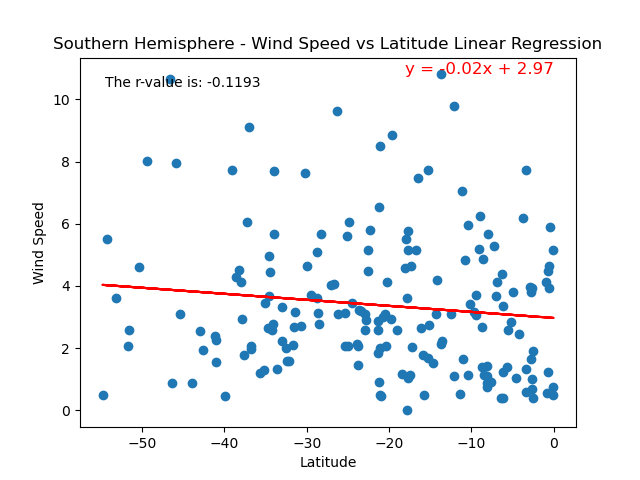 Southern Hemisphere - Wind Speed vs Latitude Linear Regression
y = -0.02x + 2.97
The r-value is: -0.1193
10
8
6
4
2
0
Wind Speed
−50 −40 −30 −20 −10 0
Latitude